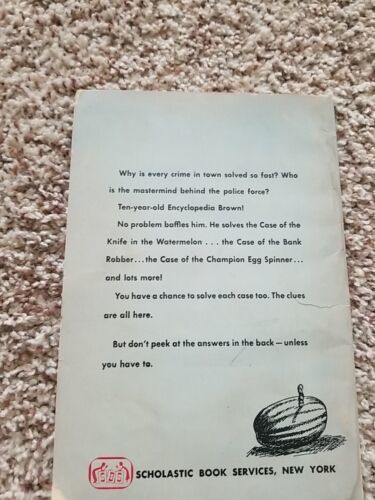 Why is every crime in town solved so fast? Who
is the mastermind behind the police force?
Ten-year-old Encyclopedia Brown!
No problem baffles him. He solves the Case of the
Knife in the Watermelon . . . the Case of the Bank
Robber...the Case of the Champion Egg Spinner...
and lots more!
You have a chance to solve each case too. The clues
are all here.
But don't peek at the answers in the back—unless
you have to.
SBS SCHOLASTIC BOOK SERVICES, NEW YORK